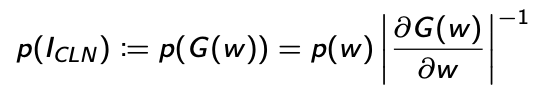 p(I_{CLN}) := p(G(w)) = p(w) \left| \frac{\partial G(w)}{\partial w} \right|^{-1}